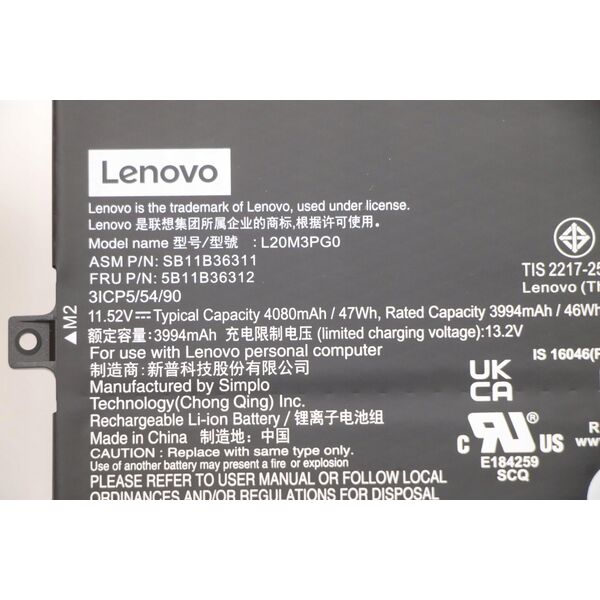 Lenovo
Lenovo is the trademark of Lenovo, used under license.
Lenovo 是联想集团所属企业的商标,根据许可使用。
Model name 型号/型號 : L20M3PG0
ASM P/N: SB11B36311
FRU P/N: 5B11B36312
3ICP5/54/90
11.52V⎓Typical Capacity 4080mAh / 47Wh, Rated Capacity 3994mAh / 46Wh
额定容量:3994mAh 充电限制电压 (limited charging voltage):13.2V
For use with Lenovo personal computer
制造商: 新普科技股份有限公司
Manufactured by Simplo
Technology(Chong Qing) Inc.
Rechargeable Li-ion Battery / 锂离子电池组
Made in China 制造地: 中国
CAUTION : Replace with same type only.
Use of another battery may present a fire or explosion
PLEASE REFER TO USER MANUAL OR FOLLOW LOCAL
ORDINANCES AND/OR REGULATIONS FOR DISPOSAL
▲M2
TIS 2217-25
Lenovo (Th
IS 16046(P
UK
CA
c RU ® US
E184259
SCQ
R
www